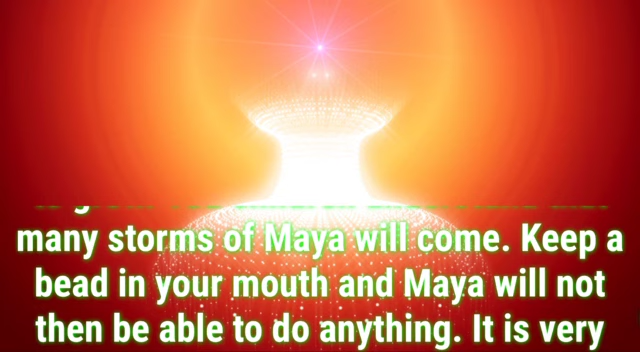 many storms of Maya will come. Keep a
bead in your mouth and Maya will not
then be able to do anything. It is very